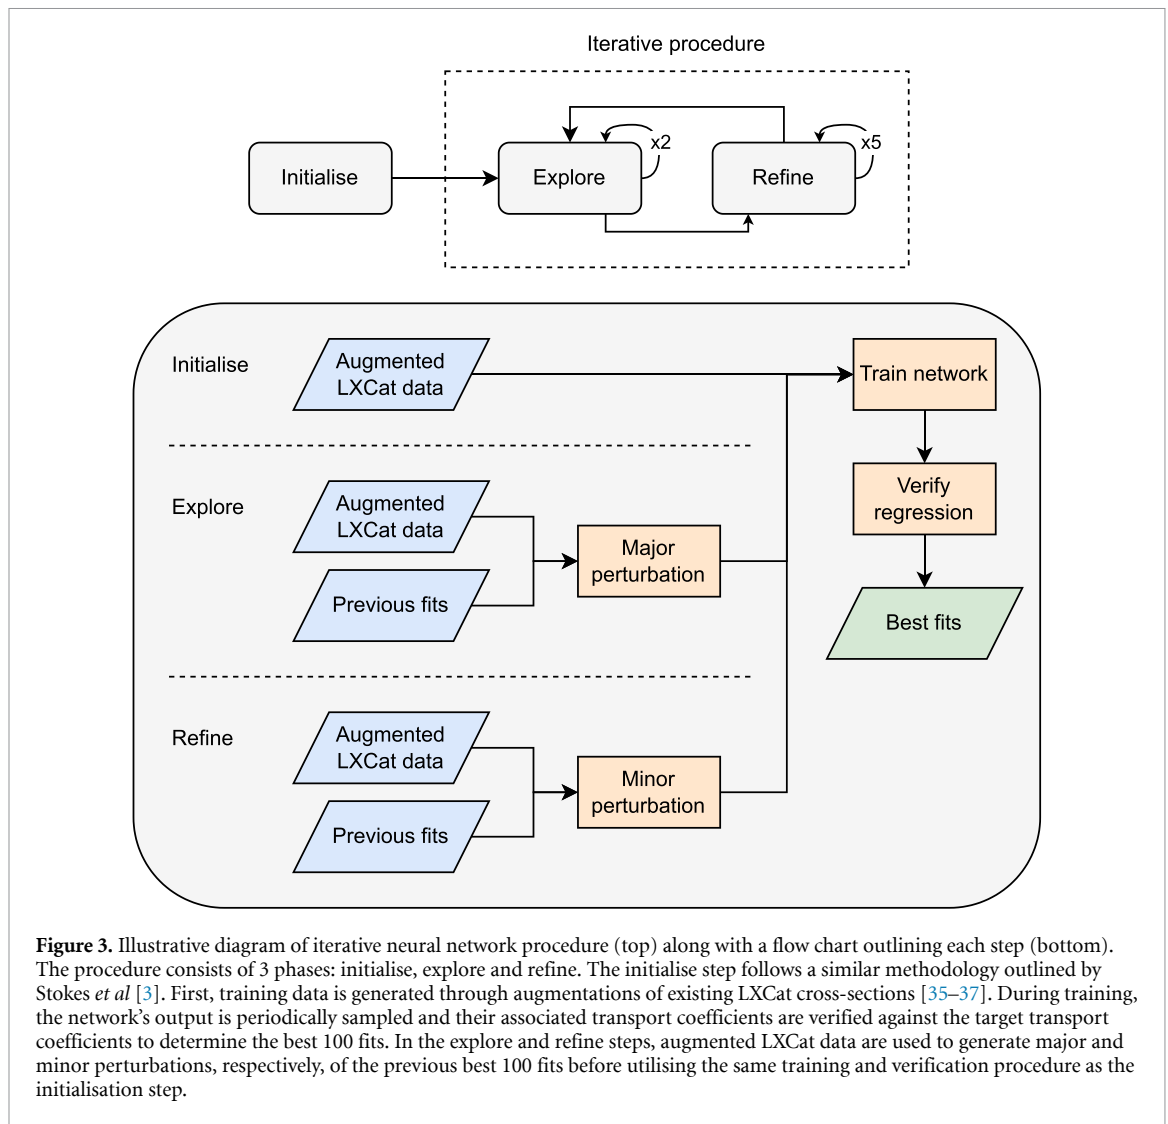 Iterative procedure
Initialise
Explore
x2
Refine
x5
Initialise
Augmented
LXCat data
Train network
Explore
Augmented
LXCat data
Previous fits
Major
perturbation
Verify
regression
Best fits
Refine
Augmented
LXCat data
Previous fits
Minor
perturbation
Figure 3. Illustrative diagram of iterative neural network procedure (top) along with a flow chart outlining each step (bottom).
The procedure consists of 3 phases: initialise, explore and refine. The initialise step follows a similar methodology outlined by
Stokes et al [3]. First, training data is generated through augmentations of existing LXCat cross-sections [35–37]. During training,
the network's output is periodically sampled and their associated transport coefficients are verified against the target transport
coefficients to determine the best 100 fits. In the explore and refine steps, augmented LXCat data are used to generate major and
minor perturbations, respectively, of the previous best 100 fits before utilising the same training and verification procedure as the
initialisation step.